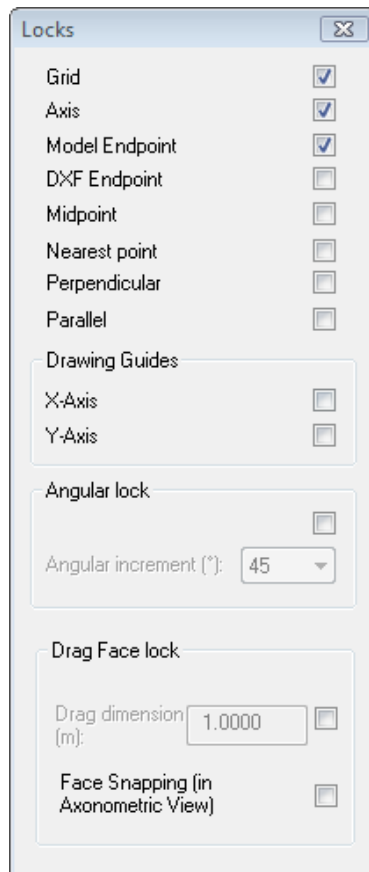 Locks
Grid
Axis
Model Endpoint
DXF Endpoint
Midpoint
Nearest point
Perpendicular
Parallel
Drawing Guides
X-Axis
Y-Axis
Angular lock
Angular increment (°): 45
Drag Face lock
Drag dimension
(m): 1.0000
Face Snapping (in
Axonometric View)